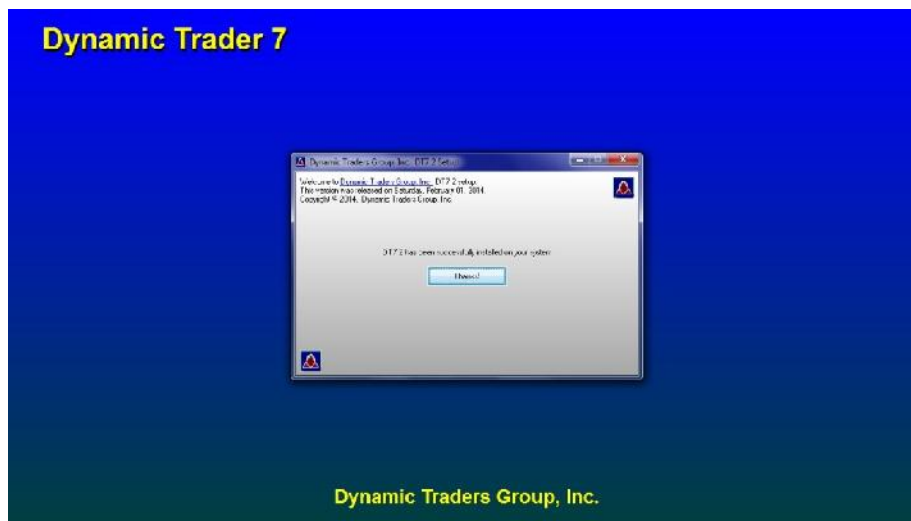 Dynamic Trader 7
Dynamic Traders Group, Inc. DT7.2 Setup
Welcome to Dynamic Traders Group, Inc. DT7.2 setup.
This version was released on Saturday, February 01, 2014.
Copyright © 2014, Dynamic Traders Group, Inc.
DT7.2 has been successfully installed on your system
Thanks!
Dynamic Traders Group, Inc.